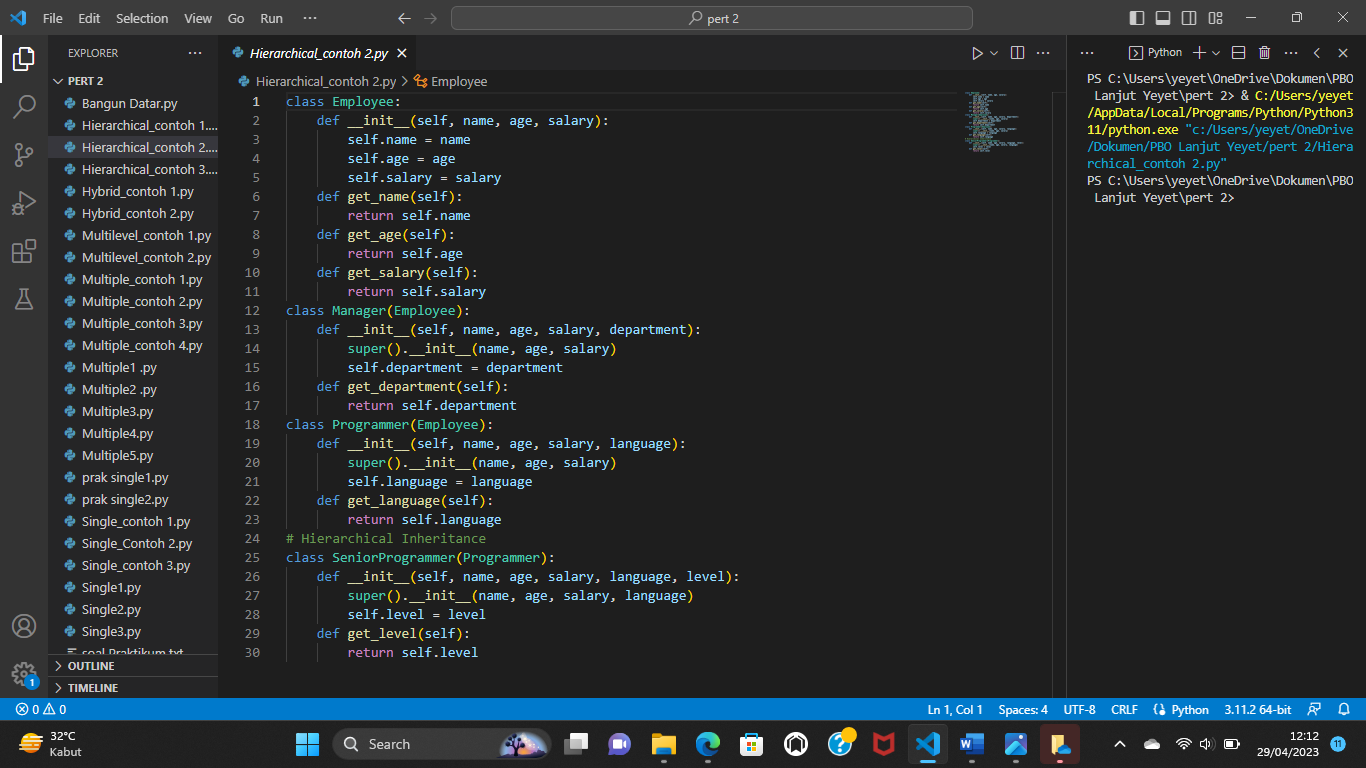 File Edit Selection View Go Run ··· pert 2
EXPLORER ···
PERT 2
Bangun Datar.py
Hierarchical_contoh 1....
Hierarchical_contoh 2....
Hierarchical_contoh 3....
Hybrid_contoh 1.py
Hybrid_contoh 2.py
Multilevel_contoh 1.py
Multilevel_contoh 2.py
Multiple_contoh 1.py
Multiple_contoh 2.py
Multiple_contoh 3.py
Multiple_contoh 4.py
Multiple1 .py
Multiple2 .py
Multiple3.py
Multiple4.py
Multiple5.py
prak single1.py
prak single2.py
Single_contoh 1.py
Single_Contoh 2.py
Single_contoh 3.py
Single1.py
Single2.py
Single3.py
soal Praktikum.txt
OUTLINE
TIMELINE
Hierarchical_contoh 2.py
Hierarchical_contoh 2.py > Employee
1 class Employee:
2     def __init__(self, name, age, salary):
3         self.name = name
4         self.age = age
5         self.salary = salary
6     def get_name(self):
7         return self.name
8     def get_age(self):
9         return self.age
10     def get_salary(self):
11         return self.salary
12 class Manager(Employee):
13     def __init__(self, name, age, salary, department):
14         super().__init__(name, age, salary)
15         self.department = department
16     def get_department(self):
17         return self.department
18 class Programmer(Employee):
19     def __init__(self, name, age, salary, language):
20         super().__init__(name, age, salary)
21         self.language = language
22     def get_language(self):
23         return self.language
24 # Hierarchical Inheritance
25 class SeniorProgrammer(Programmer):
26     def __init__(self, name, age, salary, language, level):
27         super().__init__(name, age, salary, language)
28         self.level = level
29     def get_level(self):
30         return self.level
Python
PS C:\Users\yeyet\OneDrive\Dokumen\PBO
Lanjut Yeyet\pert 2> & C:/Users/yeyet
/AppData/Local/Programs/Python/Python3
11/python.exe "c:/Users/yeyet/OneDrive
/Dokumen/PBO Lanjut Yeyet/pert 2/Hiera
rchical_contoh 2.py"
PS C:\Users\yeyet\OneDrive\Dokumen\PBO
Lanjut Yeyet\pert 2>
1
0 0 Ln 1, Col 1 Spaces: 4 UTF-8 CRLF Python 3.11.2 64-bit
32°C
Kabut
Search
12:12
29/04/2023
11